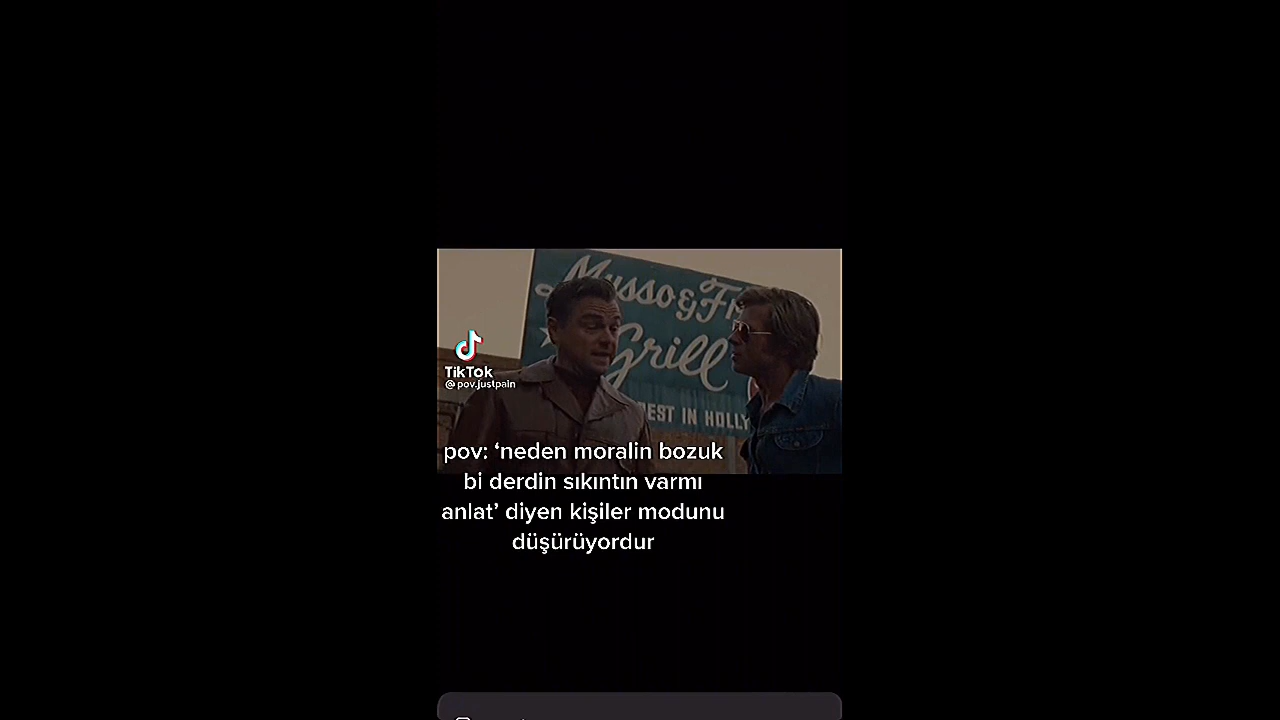 Musso & Fr
Grill
EST IN HOLLY
TikTok
@pov.justpain
pov: ‘neden moralin bozuk
bi derdin sıkıntın varmı
anlat’ diyen kişiler modunu
düşürüyordur